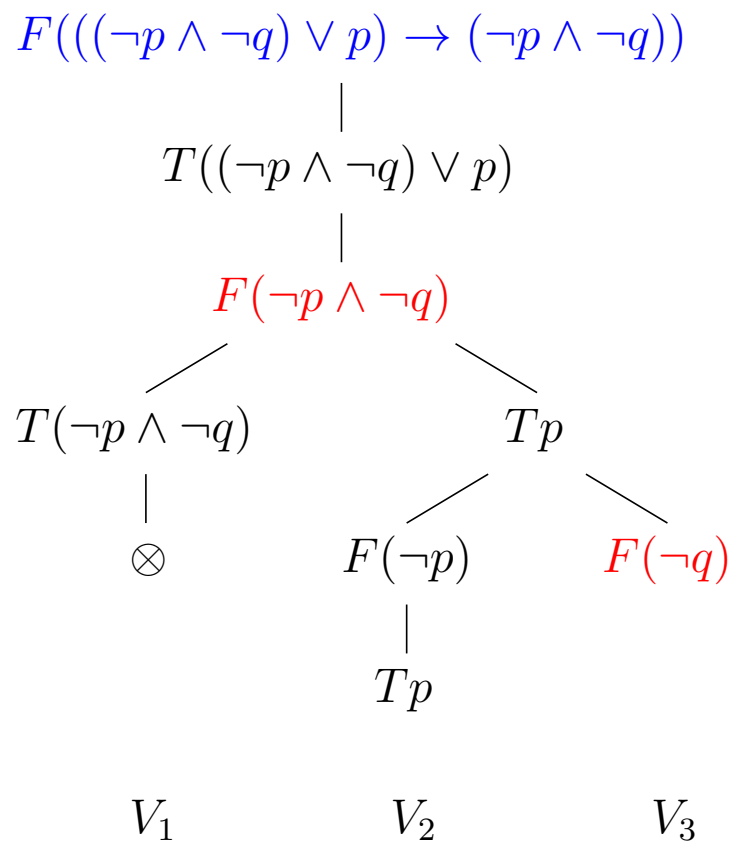 F(((¬p ∧ ¬q) ∨ p) → (¬p ∧ ¬q))
T((¬p ∧ ¬q) ∨ p)
F(¬p ∧ ¬q)
T(¬p ∧ ¬q) Tp
⊗ F(¬p) F(¬q)
Tp
V₁ V₂ V₃